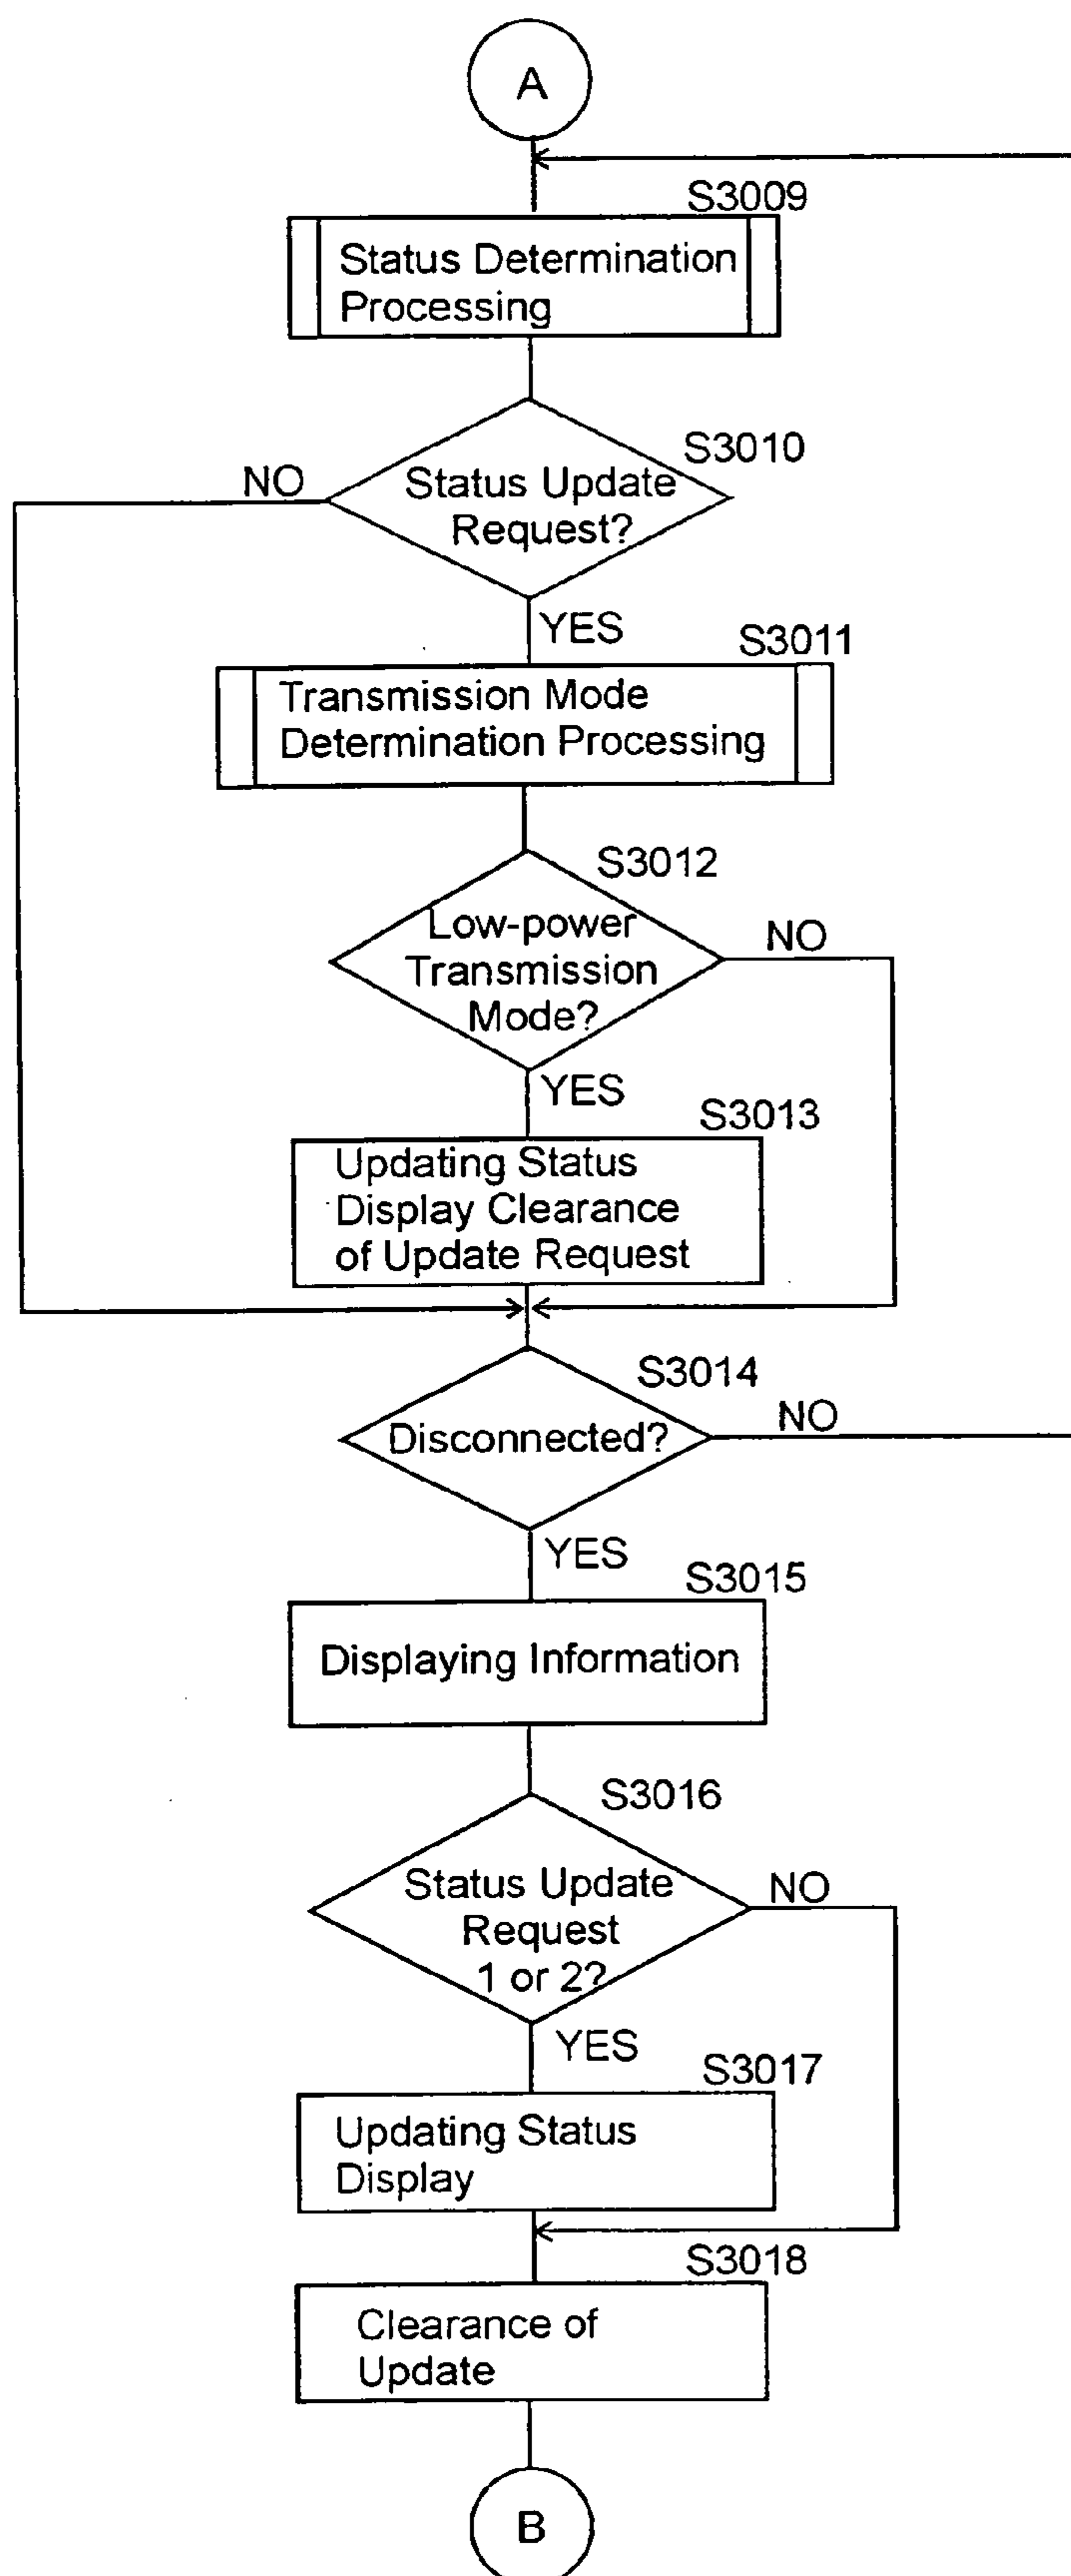 A
S3009
Status Determination
Processing
S3010
NO
Status Update
Request?
YES
S3011
Transmission Mode
Determination Processing
S3012
Low-power
Transmission
Mode?
NO
YES
S3013
Updating Status
Display Clearance
of Update Request
S3014
Disconnected?
NO
YES
S3015
Displaying Information
S3016
Status Update
Request
1 or 2?
NO
YES
S3017
Updating Status
Display
S3018
Clearance of
Update
B